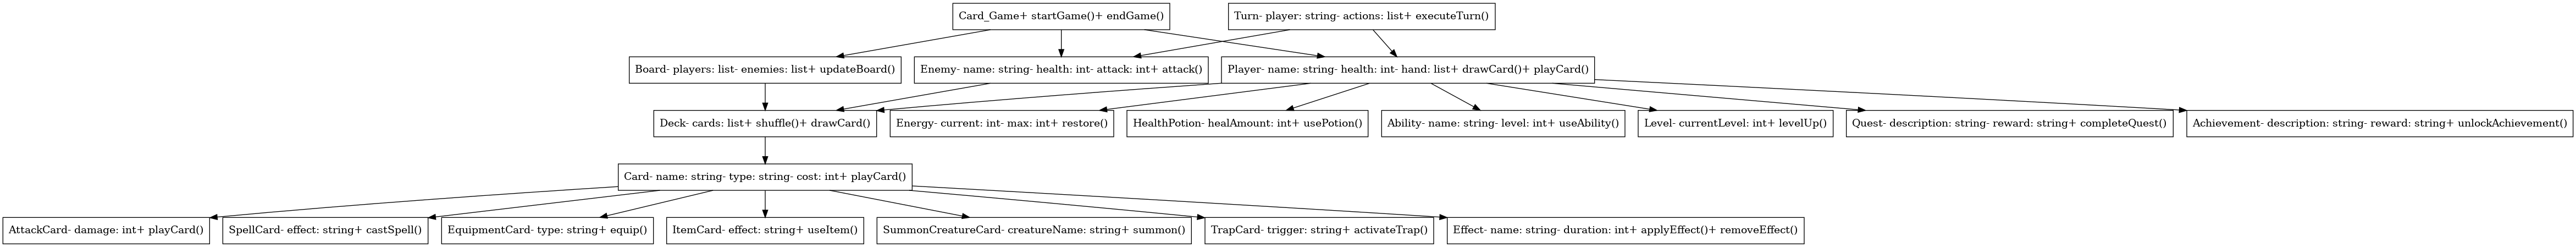 Card_Game+ startGame()+ endGame()
Turn- player: string- actions: list+ executeTurn()
Board- players: list- enemies: list+ updateBoard()
Enemy- name: string- health: int- attack: int+ attack()
Player- name: string- health: int- hand: list+ drawCard()+ playCard()
Deck- cards: list+ shuffle()+ drawCard()
Energy- current: int- max: int+ restore()
HealthPotion- healAmount: int+ usePotion()
Ability- name: string- level: int+ useAbility()
Level- currentLevel: int+ levelUp()
Quest- description: string- reward: string+ completeQuest()
Achievement- description: string- reward: string+ unlockAchievement()
Card- name: string- type: string- cost: int+ playCard()
AttackCard- damage: int+ playCard()
SpellCard- effect: string+ castSpell()
EquipmentCard- type: string+ equip()
ItemCard- effect: string+ useItem()
SummonCreatureCard- creatureName: string+ summon()
TrapCard- trigger: string+ activateTrap()
Effect- name: string- duration: int+ applyEffect()+ removeEffect()